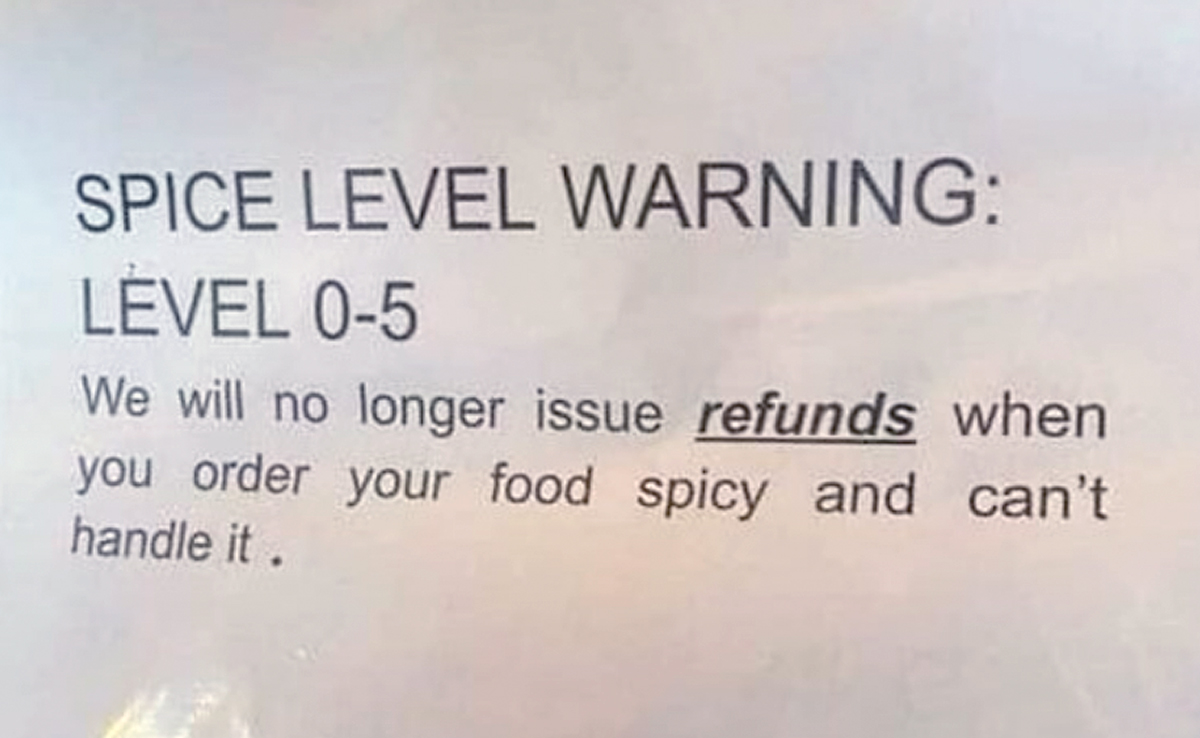 SPICE LEVEL WARNING:
LEVEL 0-5
We will no longer issue refunds when
you order your food spicy and can't
handle it .